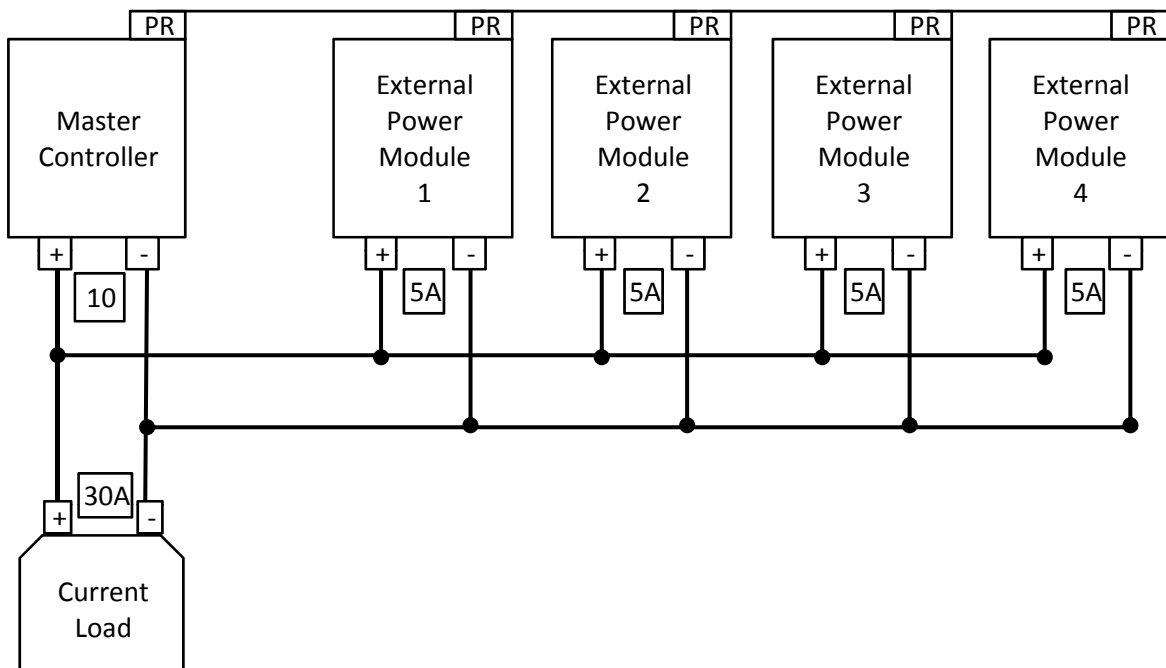 PR
PR
PR
PR
PR
Master
Controller
External
Power
Module
1
External
Power
Module
2
External
Power
Module
3
External
Power
Module
4
+ -
+ -
+ -
+ -
+ -
10
5A
5A
5A
5A
30A
+ -
Current
Load